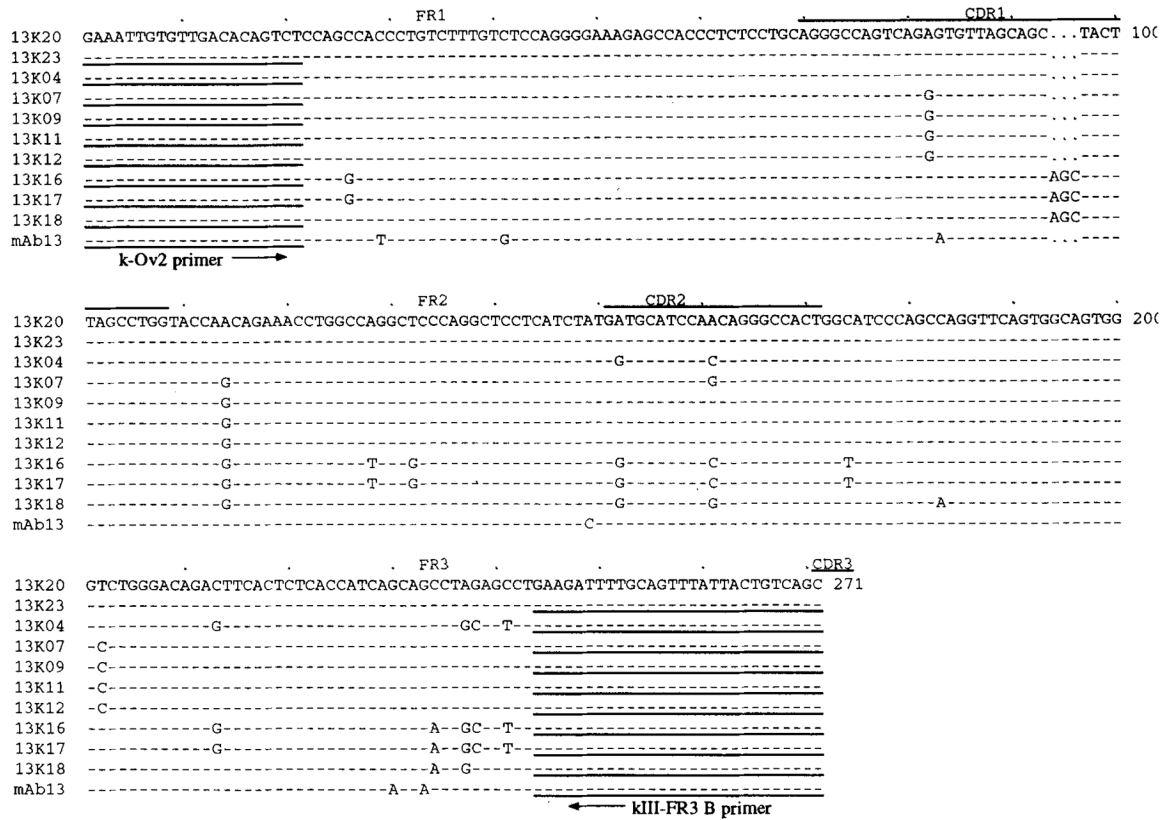 FR1 CDR1
13K20 GAAATTGTGTTGACACAGTCTCCAGCCACCCTGTCTTTGTCTCCAGGGGAAAGAGCCACCCTCTCCTGCAGGGCCAGTCAGAGTGTTAGCAGC...TACT 100
13K23 ---------------------------------------------------------------------------------------------...----
13K04 ---------------------------------------------------------------------------------------------...----
13K07 ---------------------------------------------------------------------------------G-----------...----
13K09 ---------------------------------------------------------------------------------G-----------...----
13K11 ---------------------------------------------------------------------------------G-----------...----
13K12 ---------------------------------------------------------------------------------G-----------...----
13K16 -------------------------G-------------------------------------------------------------------AGC----
13K17 -------------------------G-------------------------------------------------------------------AGC----
13K18 ---------------------------------------------------------------------------------------------AGC----
mAb13 ----------------------------T-----------G-----------------------------------------A----------...----
k-Ov2 primer →
FR2 CDR2
13K20 TAGCCTGGTACCAACAGAAACCTGGCCAGGCTCCCAGGCTCCTCATCTATGATGCATCCAACAGGGCCACTGGCATCCCAGCCAGGTTCAGTGGCAGTGG 200
13K23 ----------------------------------------------------------------------------------------------------
13K04 ---------------------------------------------------G--------C---------------------------------------
13K07 -------------G----------------------------------------------G---------------------------------------
13K09 -------------G--------------------------------------------------------------------------------------
13K11 -------------G--------------------------------------------------------------------------------------
13K12 -------------G--------------------------------------------------------------------------------------
13K16 -------------G-------------T---G-------------------G--------C------------T--------------------------
13K17 -------------G-------------T---G-------------------G--------C------------T--------------------------
13K18 -------------G-------------------------------------G--------G---------------------A-----------------
mAb13 ------------------------------------------------C---------------------------------------------------
FR3 CDR3
13K20 GTCTGGGACAGACTTCACTCTCACCATCAGCAGCCTAGAGCCTGAAGATTTTGCAGTTTATTACTGTCAGC 271
13K23 -----------------------------------------------------------------------
13K04 ------------G-----------------------GC--T------------------------------
13K07 -C---------------------------------------------------------------------
13K09 -C---------------------------------------------------------------------
13K11 -C---------------------------------------------------------------------
13K12 -C---------------------------------------------------------------------
13K16 ------------G--------------------A--GC--T------------------------------
13K17 ------------G--------------------A--GC--T------------------------------
13K18 ---------------------------------A--G----------------------------------
mAb13 -----------------------------A--A--------------------------------------
← kIII-FR3 B primer